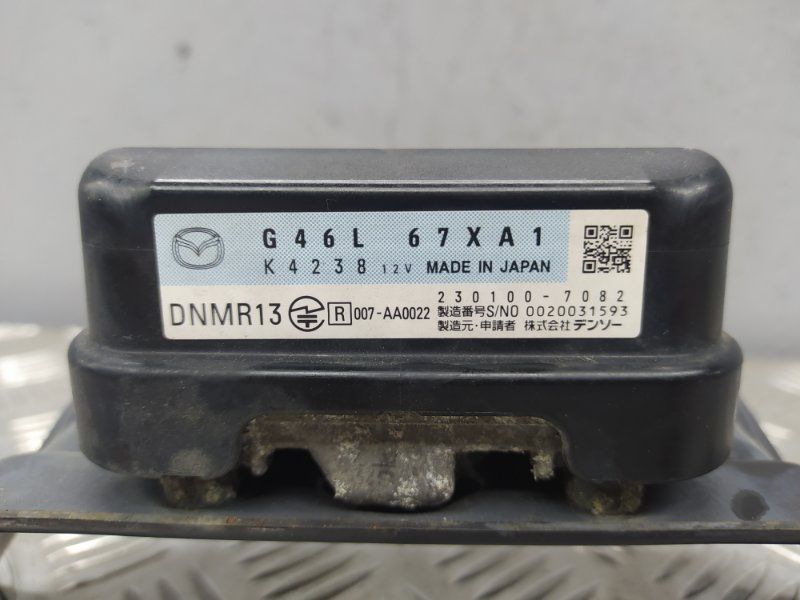 G46L 67XA1
K4238 12V MADE IN JAPAN
DNMR13 R 007-AA0022
230100-7082
製造番号S/NO 0020031593
製造元・申請者 株式会社 デンソー